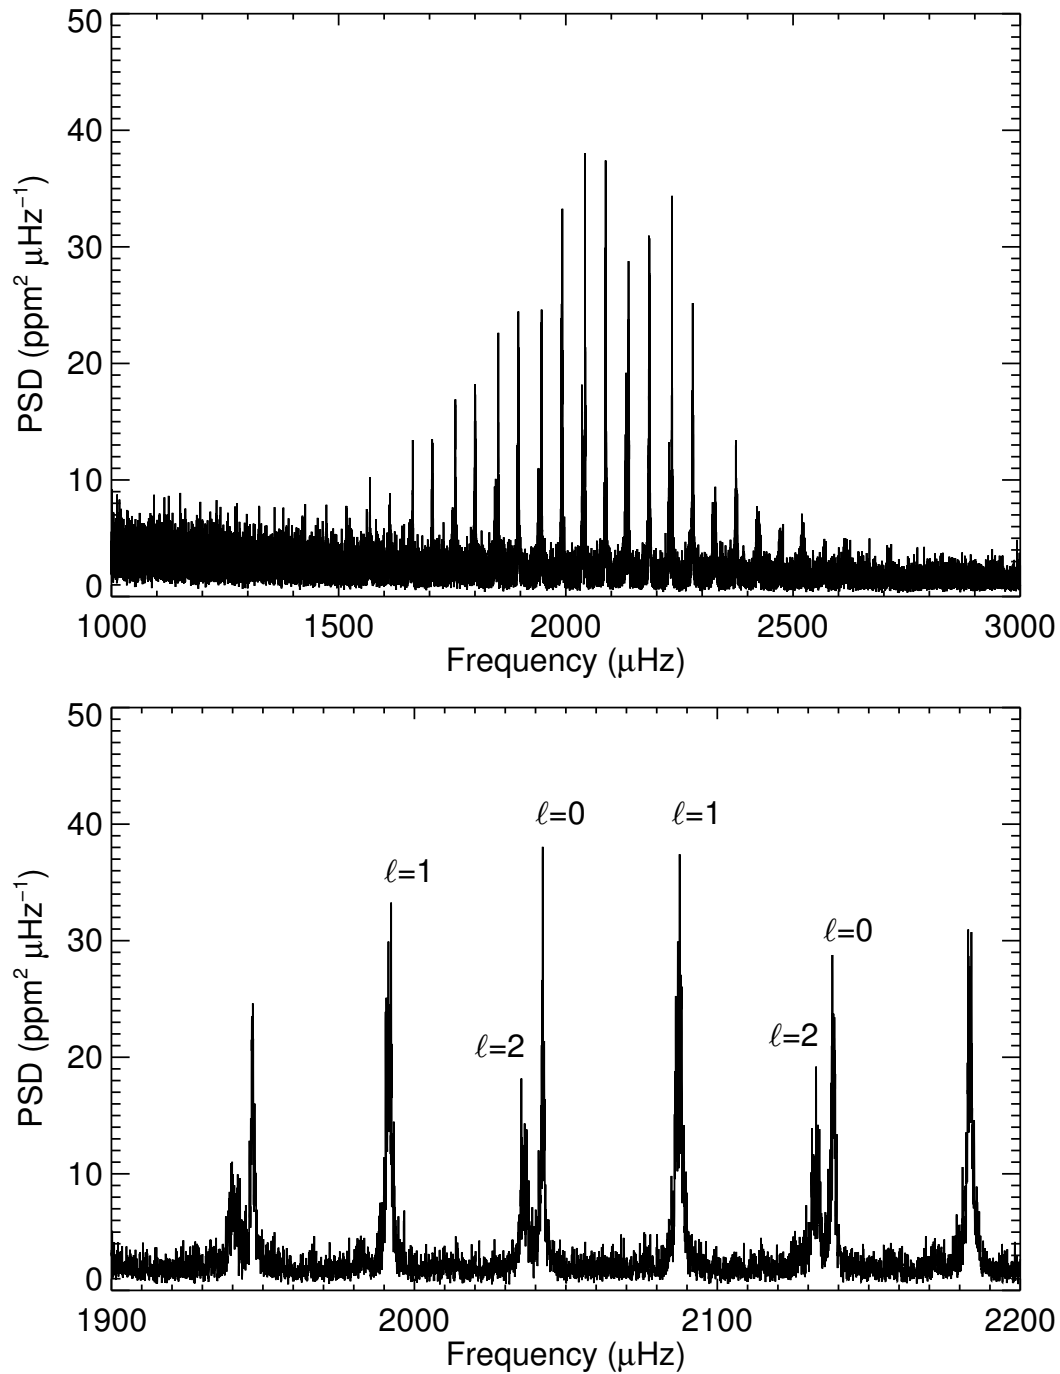 50
40
30
20
10
0
PSD (ppm² μHz⁻¹)
1000 1500 2000 2500 3000
Frequency (μHz)
50
40
30
20
10
0
PSD (ppm² μHz⁻¹)
ℓ=0 ℓ=1
ℓ=1
ℓ=0
ℓ=2 ℓ=2
1900 2000 2100 2200
Frequency (μHz)